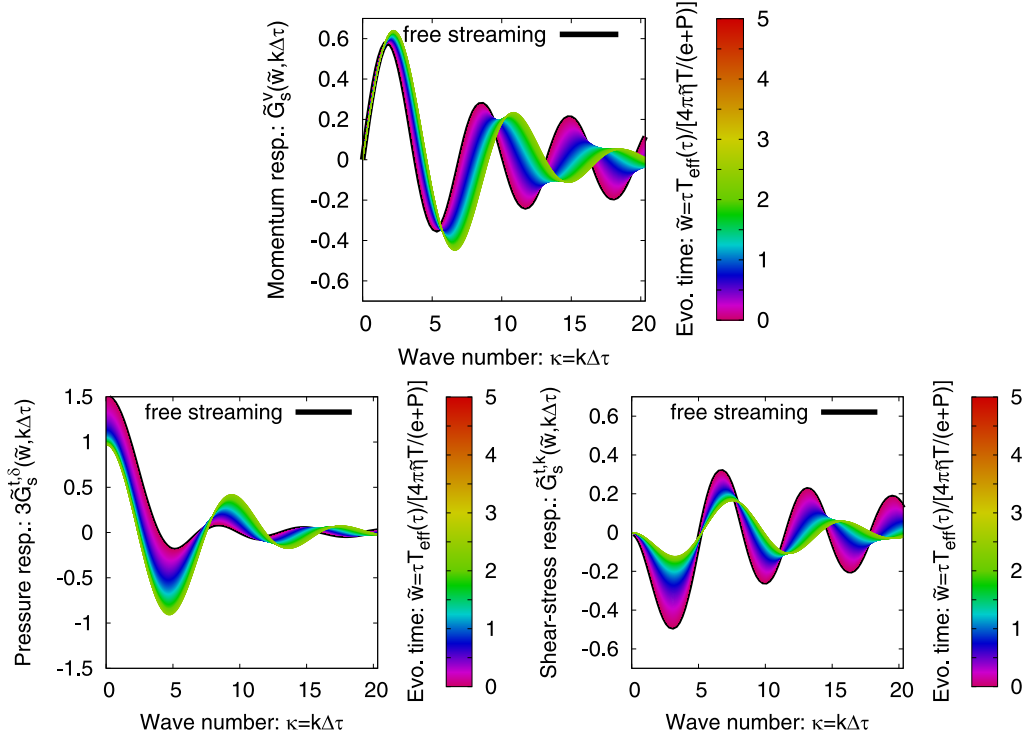 Momentum resp.: G̃ₛᵛ(w̃,kΔτ)
0.6
0.4
0.2
0
-0.2
-0.4
-0.6
free streaming
0 5 10 15 20
Wave number: κ=kΔτ
Evo. time: w̃=τT_eff(τ)/[4πη̃T/(e+P)]
5
4
3
2
1
0
Pressure resp.: 3G̃ₛᵗ,ᵟ(w̃,kΔτ)
1.5
1
0.5
0
-0.5
-1
-1.5
free streaming
0 5 10 15 20
Wave number: κ=kΔτ
Evo. time: w̃=τT_eff(τ)/[4πη̃T/(e+P)]
5
4
3
2
1
0
Shear-stress resp.: G̃ₛᵗ,ᵏ(w̃,kΔτ)
0.6
0.4
0.2
0
-0.2
-0.4
-0.6
free streaming
0 5 10 15 20
Wave number: κ=kΔτ
Evo. time: w̃=τT_eff(τ)/[4πη̃T/(e+P)]
5
4
3
2
1
0